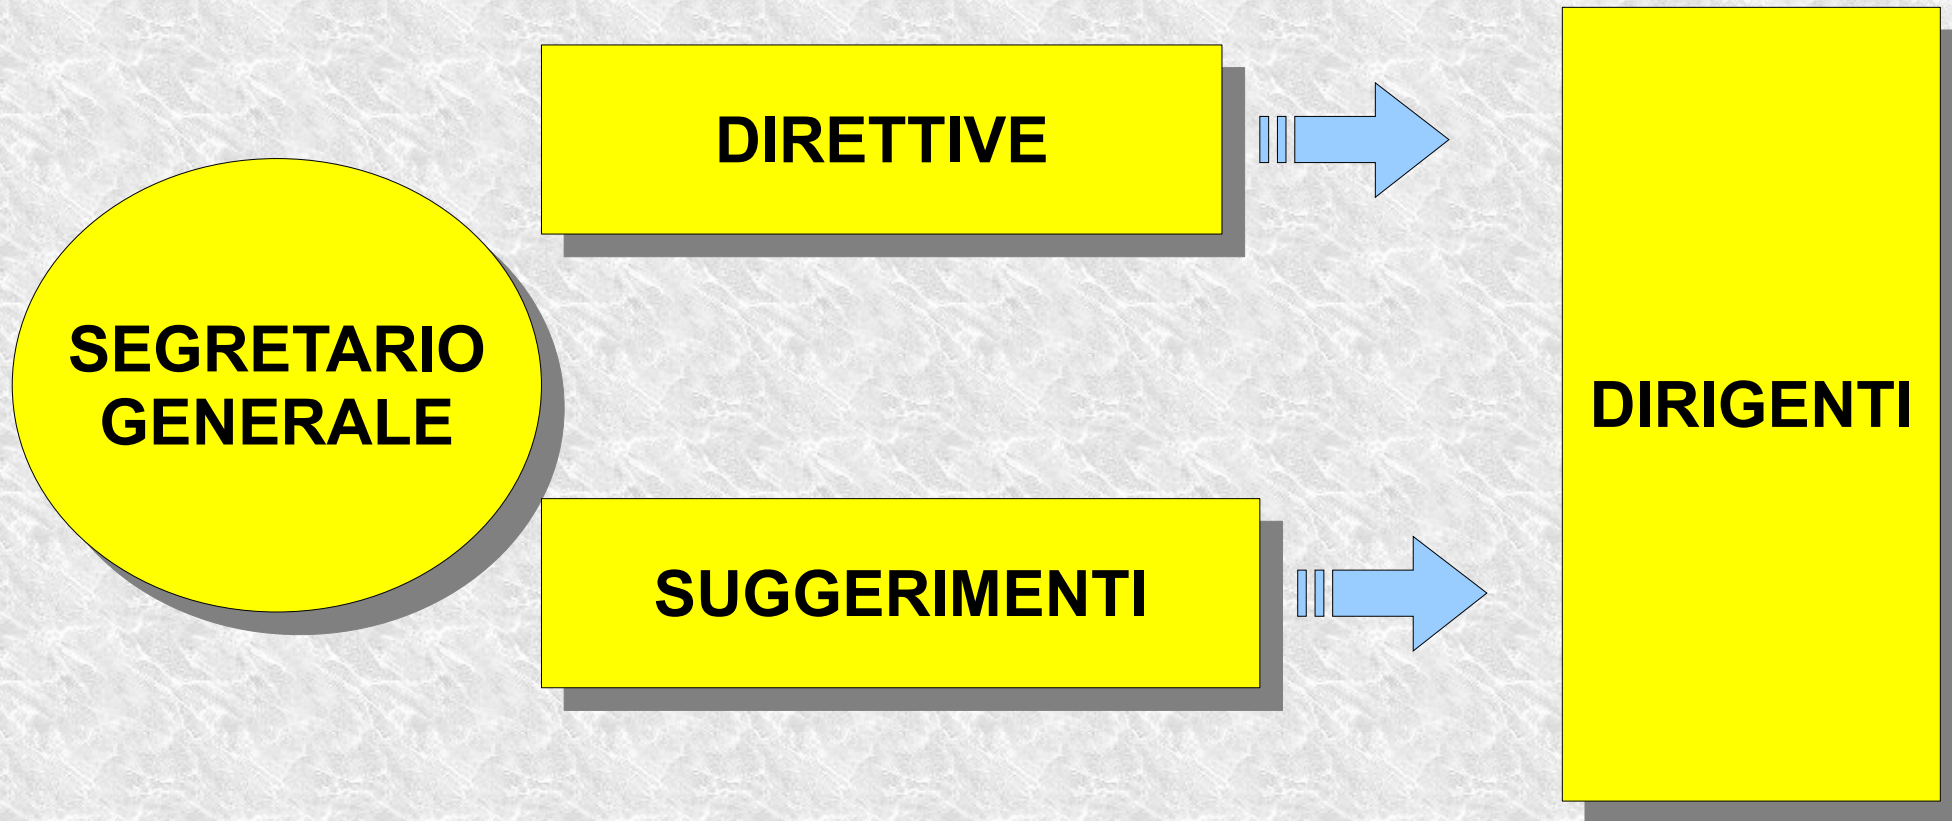 DIRETTIVE
SEGRETARIO
GENERALE
DIRIGENTI
SUGGERIMENTI